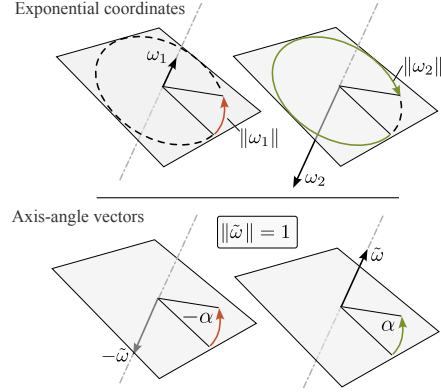 Exponential coordinates
ω₁
‖ω₁‖
‖ω₂‖
ω₂
Axis-angle vectors
‖ω̃‖ = 1
−α
−ω̃
ω̃
α